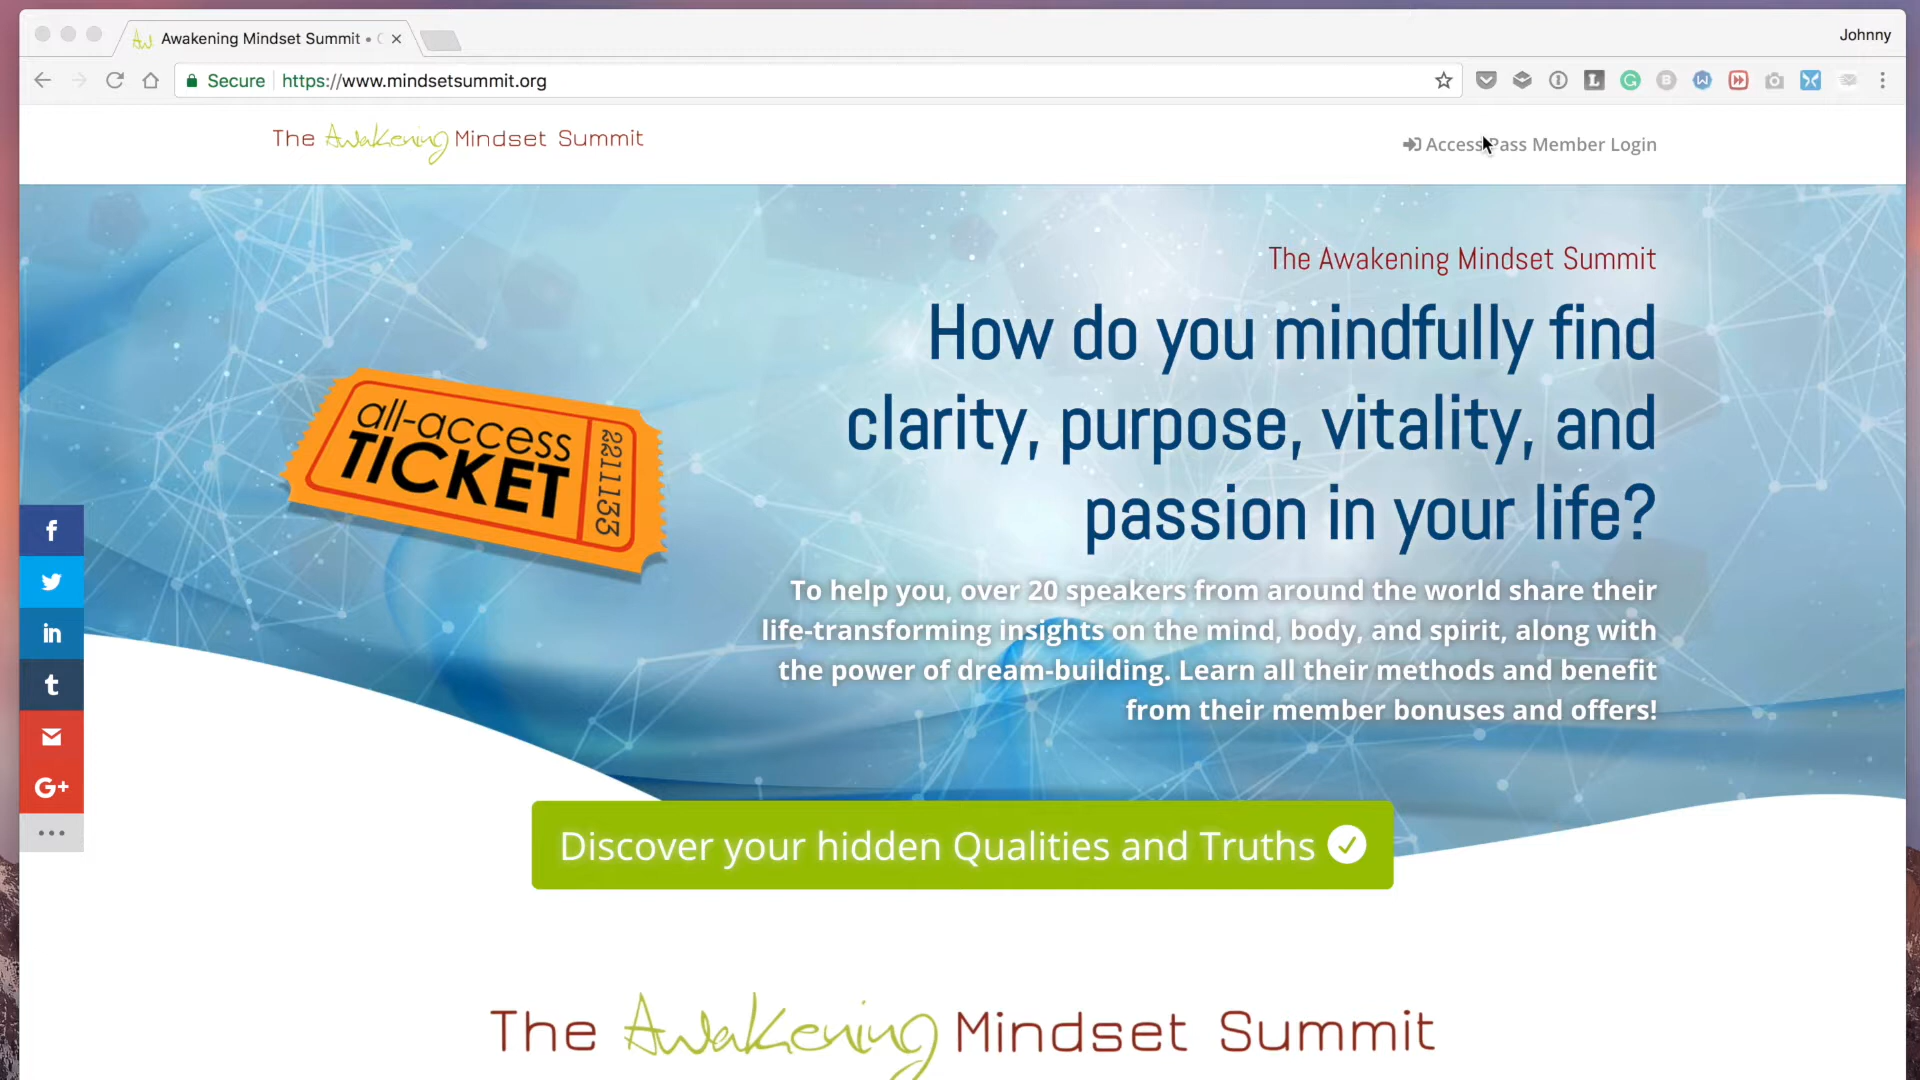 Awakening Mindset Summit •
Johnny
Secure
https://www.mindsetsummit.org
The Awakening Mindset Summit
Access Pass Member Login
The Awakening Mindset Summit
How do you mindfully find
clarity, purpose, vitality, and
passion in your life?
all-access
TICKET
2211133
To help you, over 20 speakers from around the world share their
life-transforming insights on the mind, body, and spirit, along with
the power of dream-building. Learn all their methods and benefit
from their member bonuses and offers!
Discover your hidden Qualities and Truths
The Awakening Mindset Summit